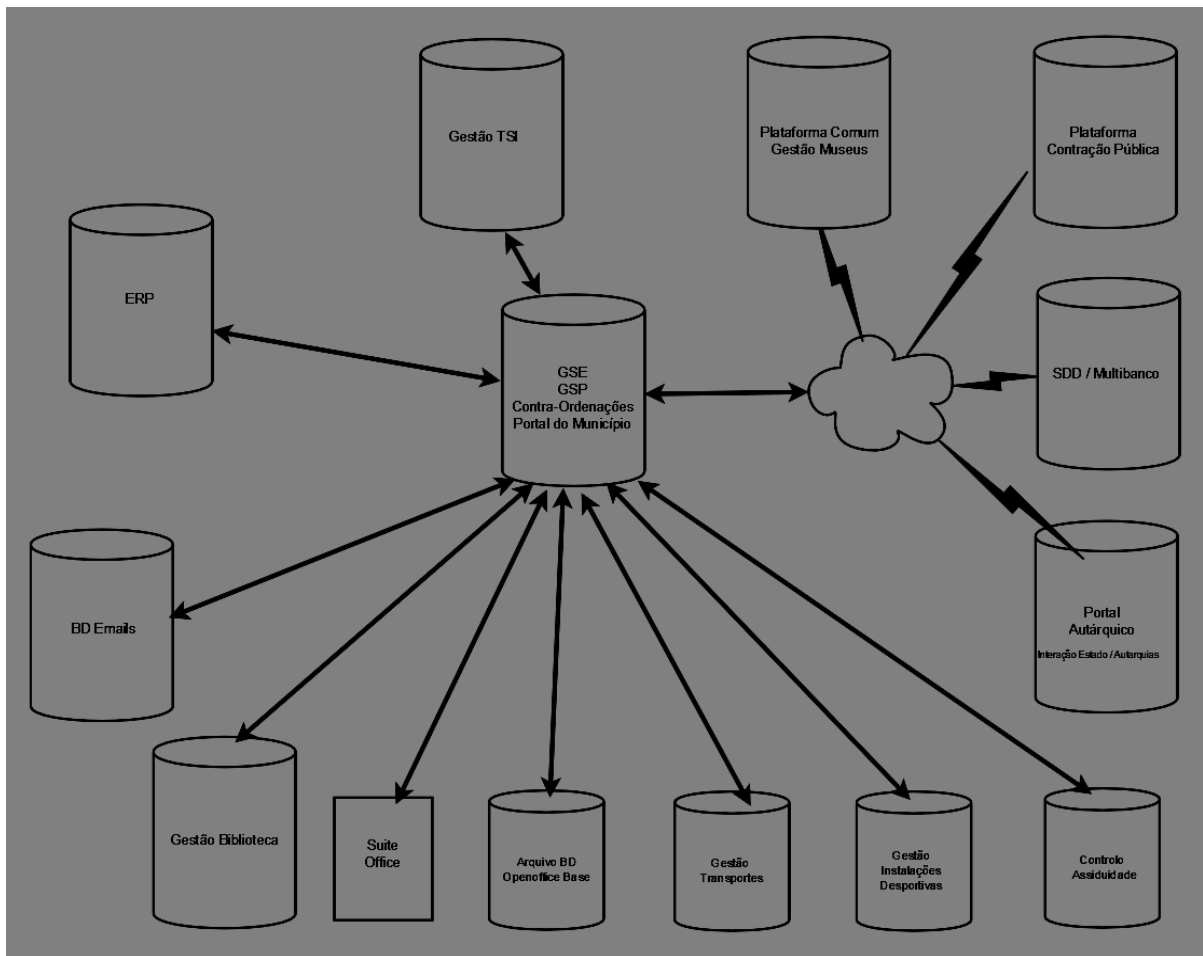 Gestão TSI
Plataforma Comum
Gestão Museus
Plataforma
Contração Pública
ERP
GSE
GSP
Contra-Ordenações
Portal do Município
SDD / Multibanco
BD Emails
Portal
Autárquico
Interação Estado / Autarquias
Gestão Biblioteca
Suite
Office
Arquivo BD
Openoffice Base
Gestão
Transportes
Gestão
Instalações
Desportivas
Controlo
Assiduidade